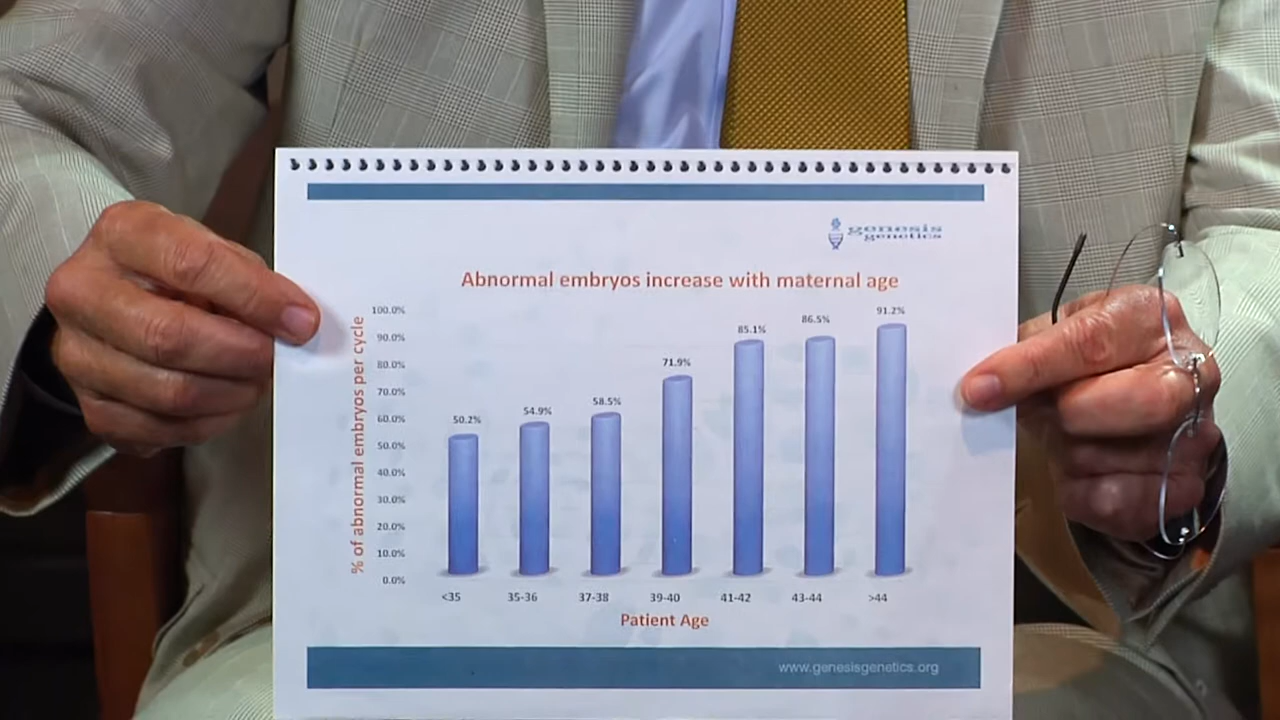 genesis
genetics
Abnormal embryos increase with maternal age
% of abnormal embryos per cycle
100.0%
90.0%
80.0%
70.0%
60.0%
50.0%
40.0%
30.0%
20.0%
10.0%
0.0%
50.2%
54.9%
58.5%
71.9%
85.1%
86.5%
91.2%
<35 35-36 37-38 39-40 41-42 43-44 >44
Patient Age
www.genesisgenetics.org